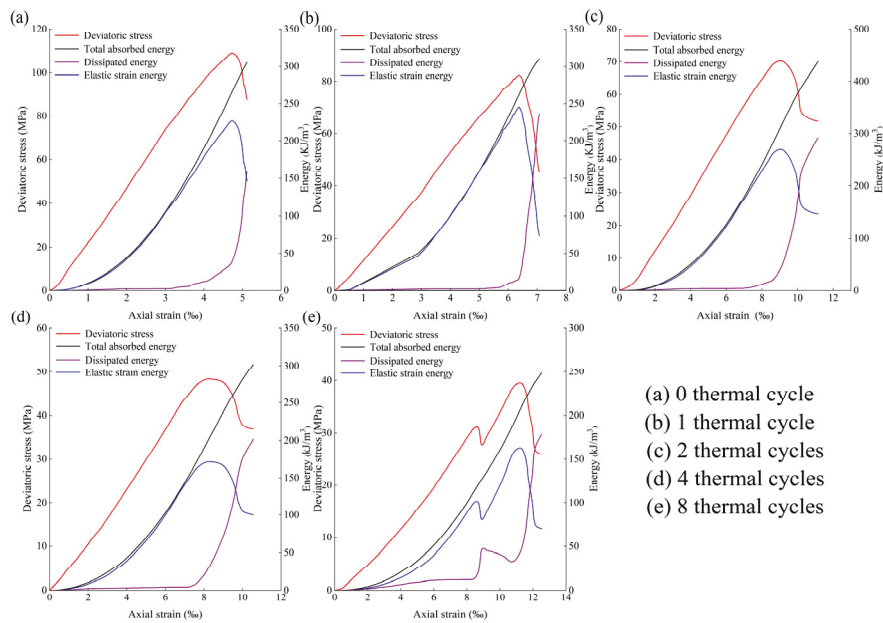 (a)
120
100
80
60
40
20
0
Deviatoric stress (MPa)
Deviatoric stress
Total absorbed energy
Dissipated energy
Elastic strain energy
350
300
250
200
150
100
50
0
Energy (KJ/m³)
0 1 2 3 4 5 6
Axial strain (‰)
(b)
100
80
60
40
20
0
Deviatoric stress (MPa)
Deviatoric stress
Total absorbed energy
Dissipated energy
Elastic strain energy
350
300
250
200
150
100
50
0
Energy (KJ/m³)
0 1 2 3 4 5 6 7 8
Axial strain (‰)
(c)
80
70
60
50
40
30
20
10
0
Deviatoric stress (MPa)
Deviatoric stress
Total absorbed energy
Dissipated energy
Elastic strain energy
500
400
300
200
100
0
Energy (kJ/m³)
0 2 4 6 8 10 12
Axial strain (‰)
(d)
60
50
40
30
20
10
0
Deviatoric stress (MPa)
Deviatoric stress
Total absorbed energy
Dissipated energy
Elastic strain energy
350
300
250
200
150
100
50
0
Energy (kJ/m³)
0 2 4 6 8 10 12
Axial strain (‰)
(e)
50
40
30
20
10
0
Deviatoric stress (MPa)
Deviatoric stress
Total absorbed energy
Dissipated energy
Elastic strain energy
300
250
200
150
100
50
0
Energy (kJ/m³)
0 2 4 6 8 10 12 14
Axial strain (‰)
(a) 0 thermal cycle
(b) 1 thermal cycle
(c) 2 thermal cycles
(d) 4 thermal cycles
(e) 8 thermal cycles